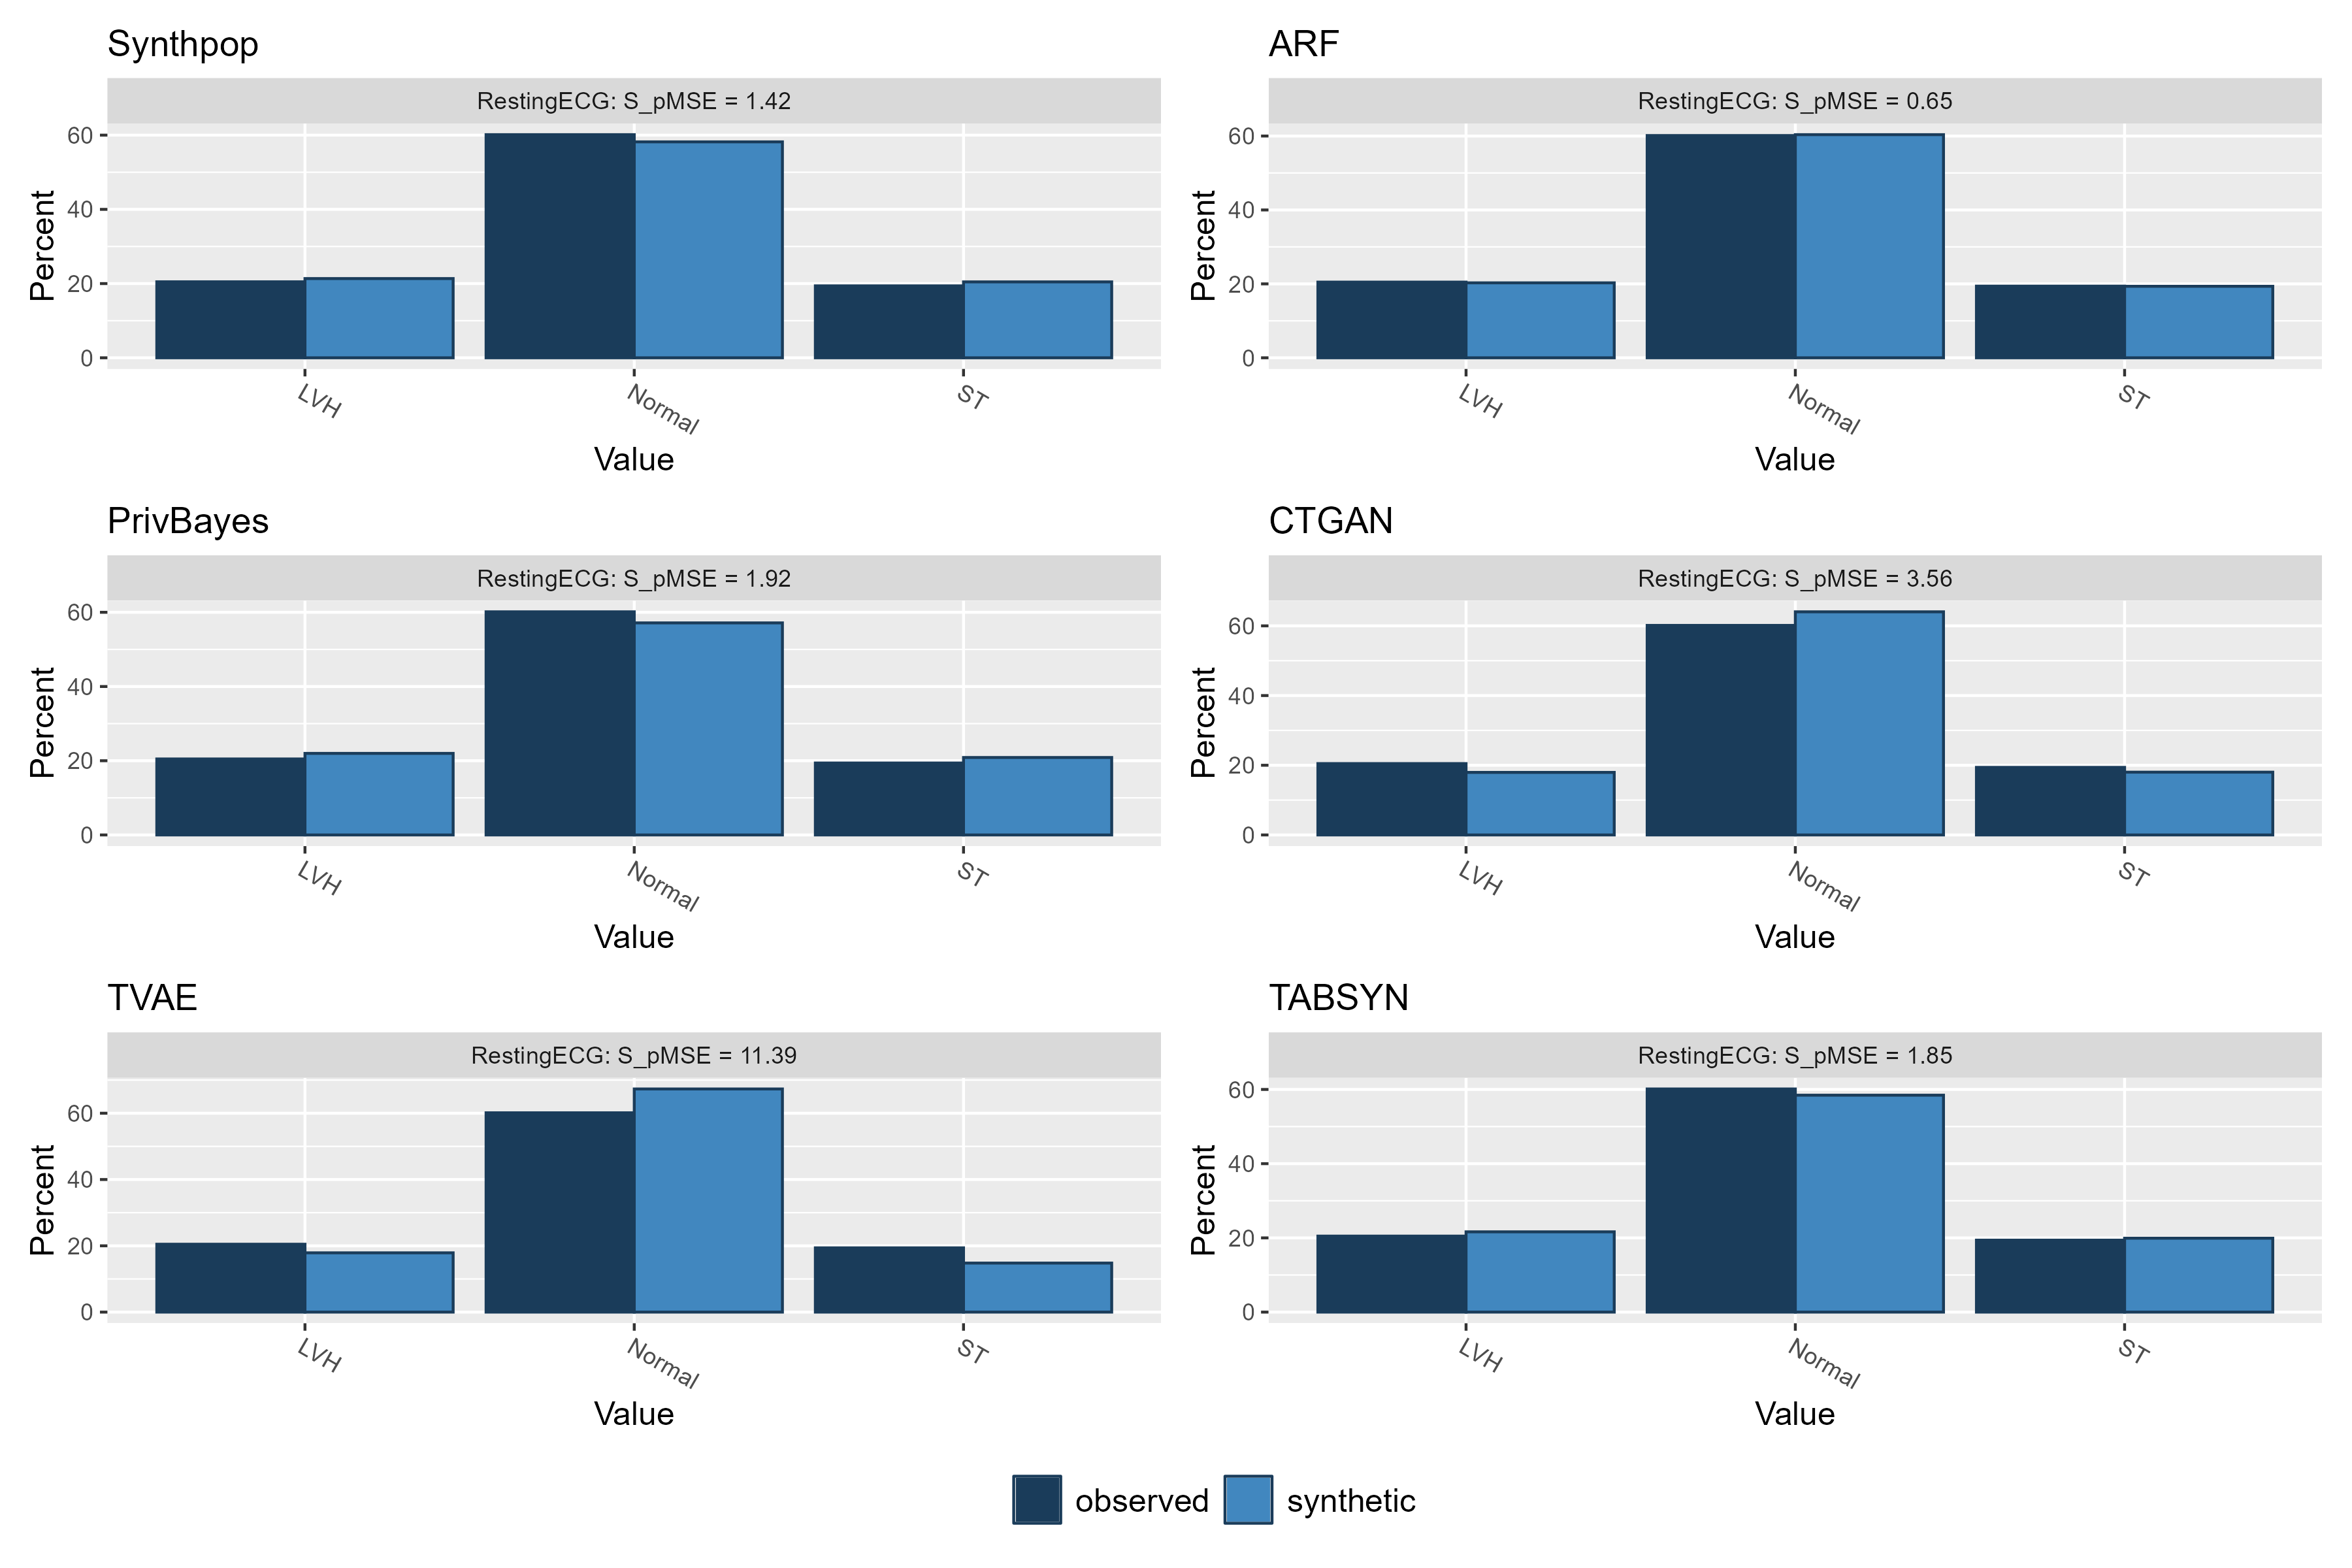 Synthpop
RestingECG: S_pMSE = 1.42
Percent
60
40
20
0
LVH
Normal
ST
Value
ARF
RestingECG: S_pMSE = 0.65
Percent
60
40
20
0
LVH
Normal
ST
Value
PrivBayes
RestingECG: S_pMSE = 1.92
Percent
60
40
20
0
LVH
Normal
ST
Value
CTGAN
RestingECG: S_pMSE = 3.56
Percent
60
40
20
0
LVH
Normal
ST
Value
TVAE
RestingECG: S_pMSE = 11.39
Percent
60
40
20
0
LVH
Normal
ST
Value
TABSYN
RestingECG: S_pMSE = 1.85
Percent
60
40
20
0
LVH
Normal
ST
Value
observed
synthetic